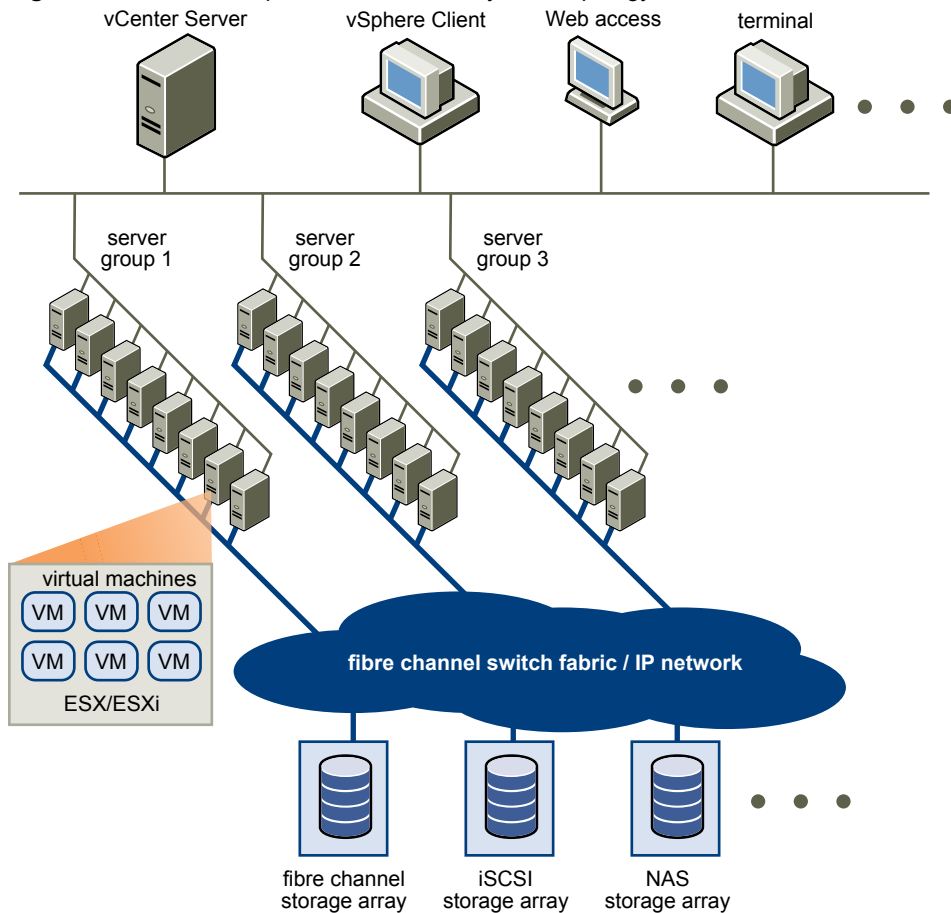 vCenter Server
vSphere Client
Web access
terminal
server
group 1
server
group 2
server
group 3
virtual machines
VM
VM
VM
VM
VM
VM
ESX/ESXi
fibre channel switch fabric / IP network
fibre channel
storage array
iSCSI
storage array
NAS
storage array